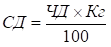 СД = ЧД × Кг / 100